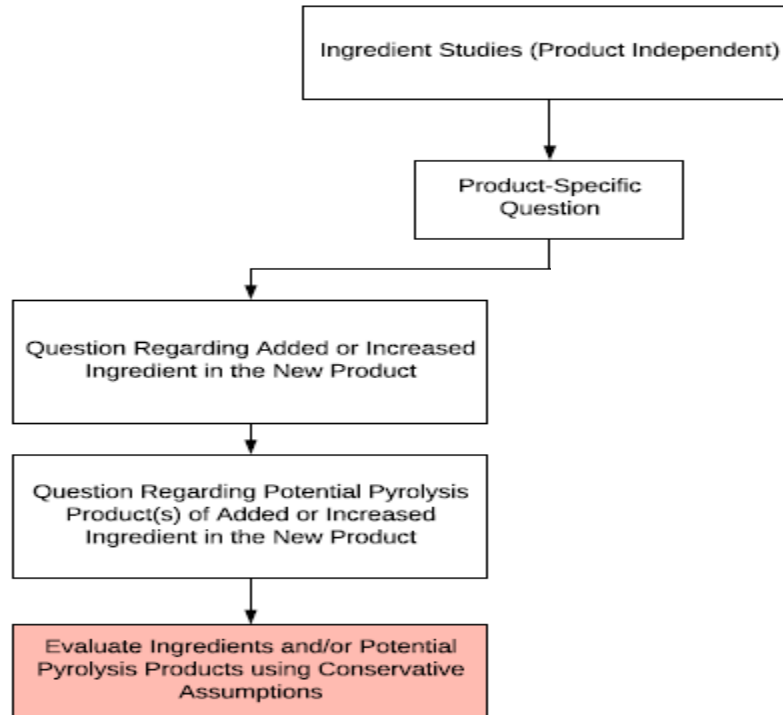 Ingredient Studies (Product Independent)
Product-Specific
Question
Question Regarding Added or Increased
Ingredient in the New Product
Question Regarding Potential Pyrolysis
Product(s) of Added or Increased
Ingredient in the New Product
Evaluate Ingredients and/or Potential
Pyrolysis Products using Conservative
Assumptions